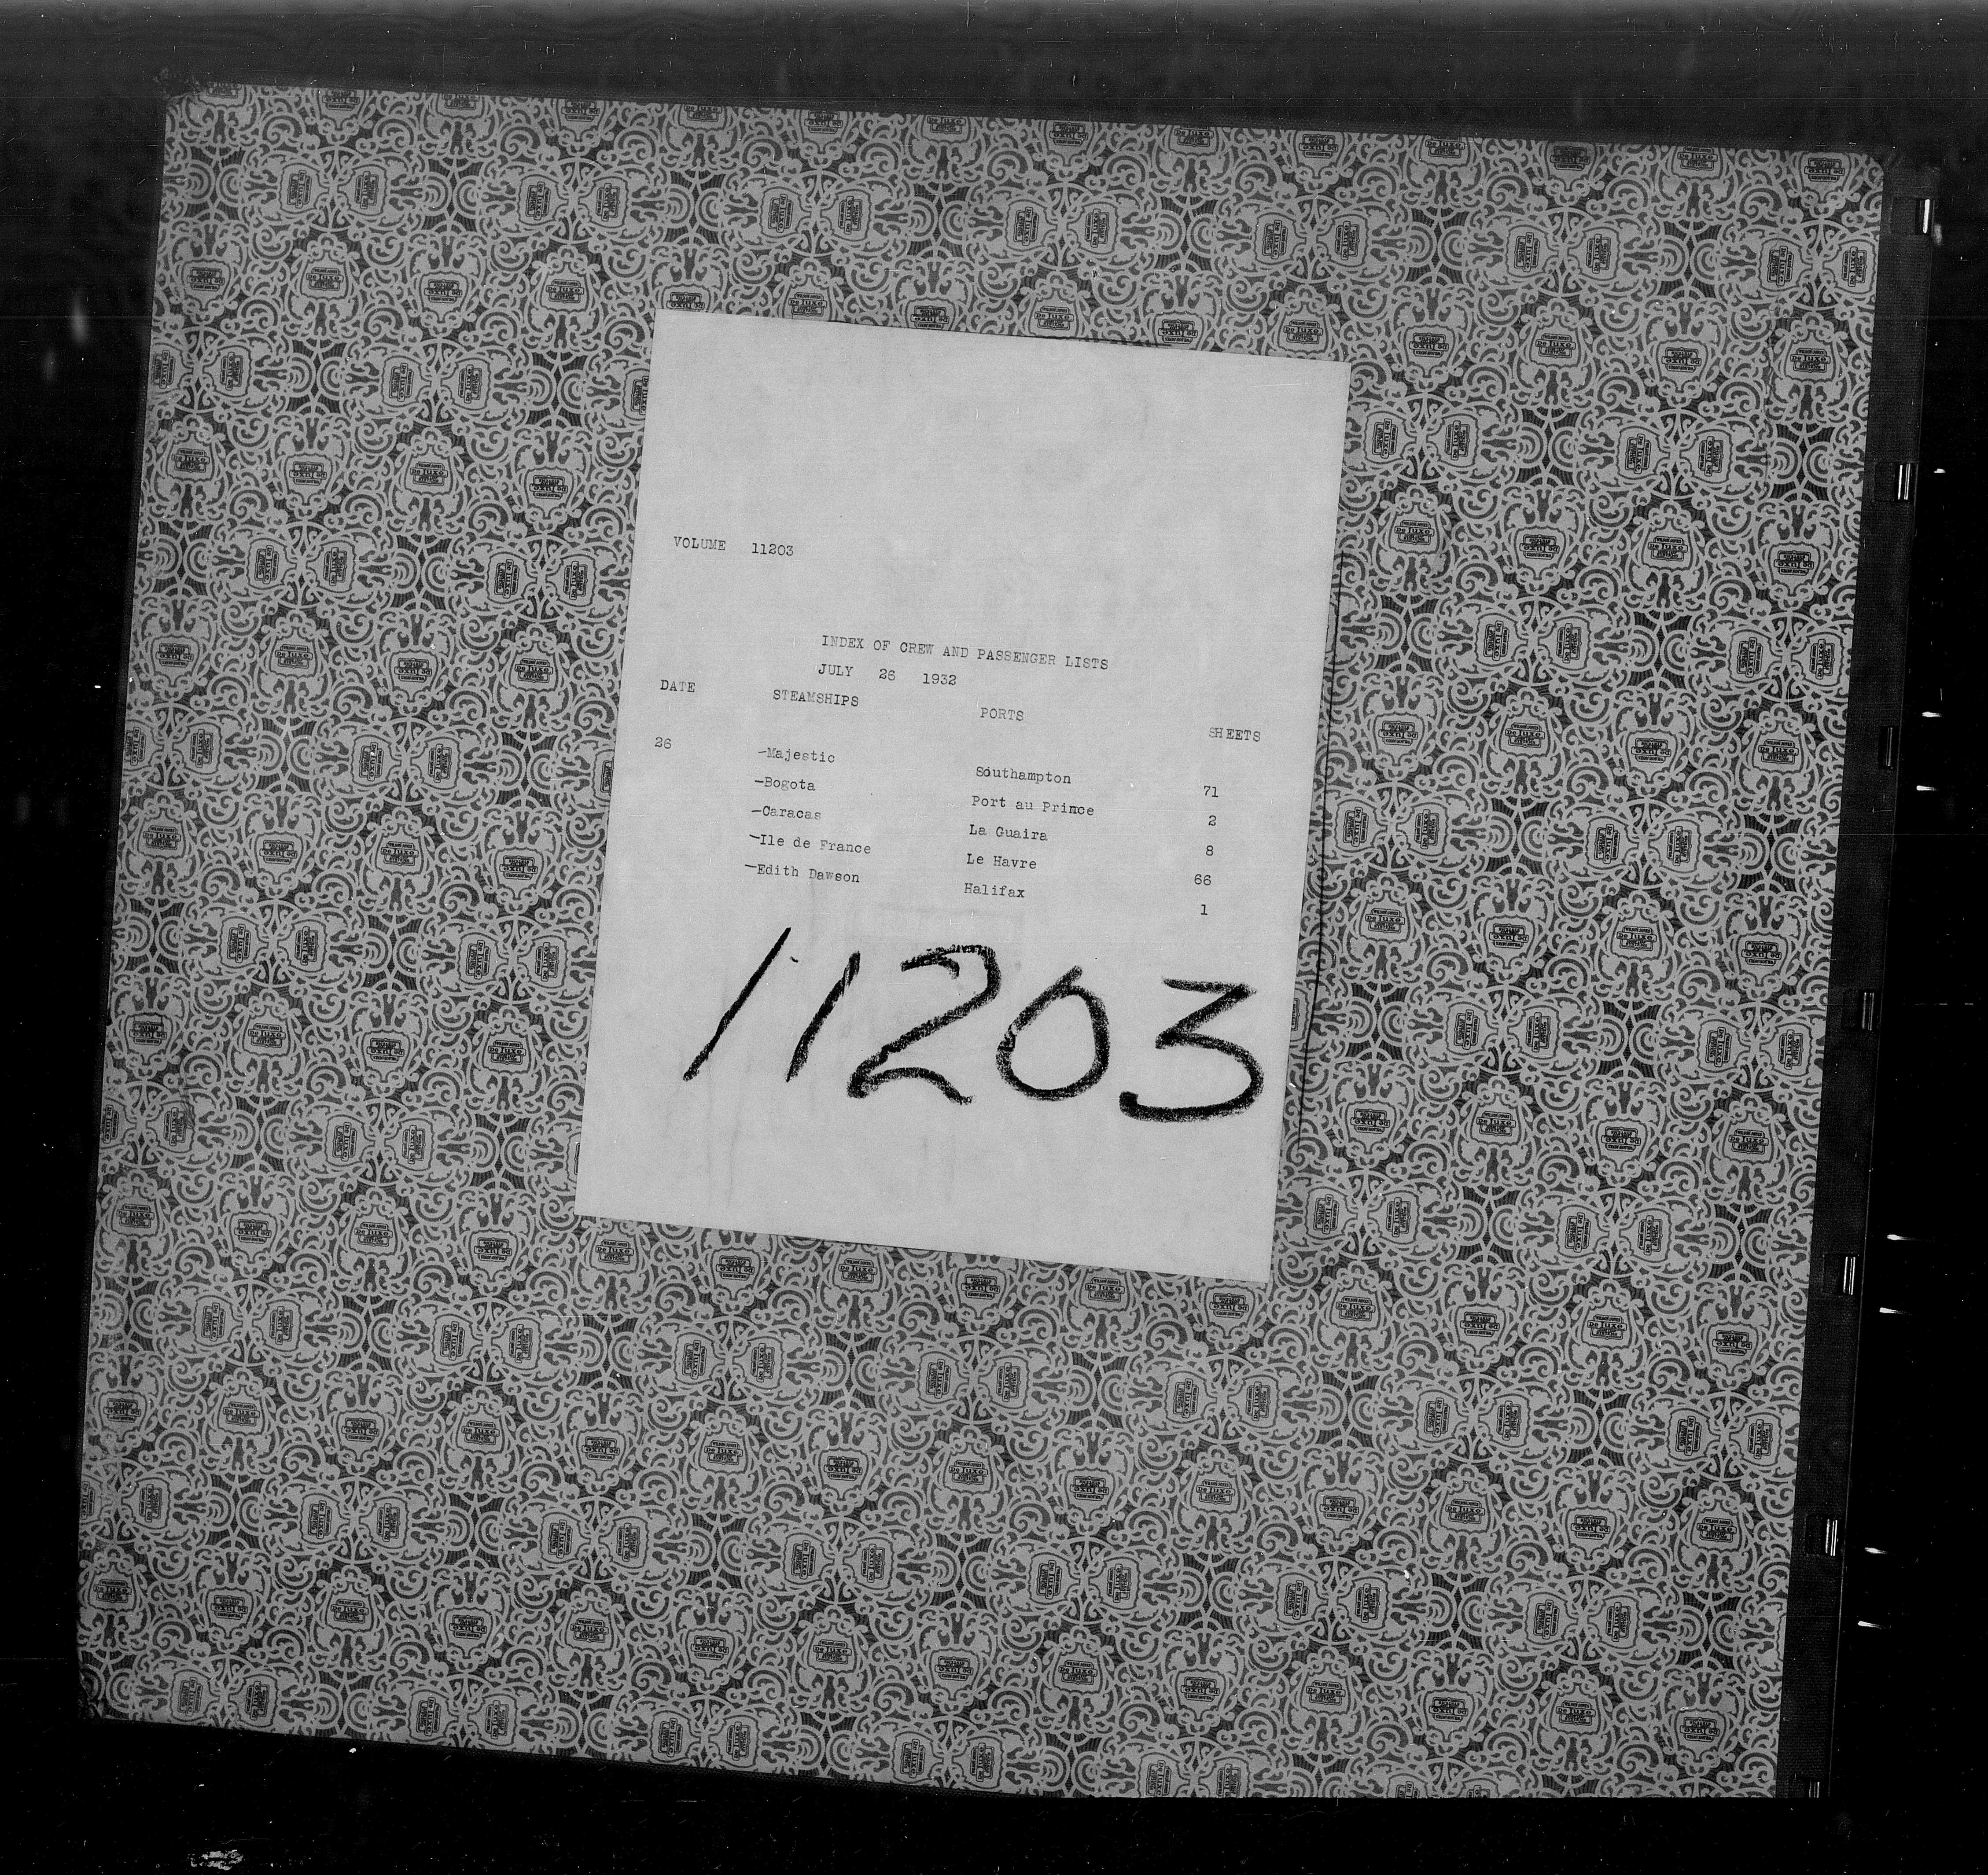 VOLUME 11203
INDEX OF CREW AND PASSENGER LISTS
JULY 26 1932
DATE STEAMSHIPS PORTS SHEETS
26 —Majestic Southampton 71
—Bogota Port au Prince 2
—Caracas La Guaira 8
—Ile de France Le Havre 66
—Edith Dawson Halifax 1
11203